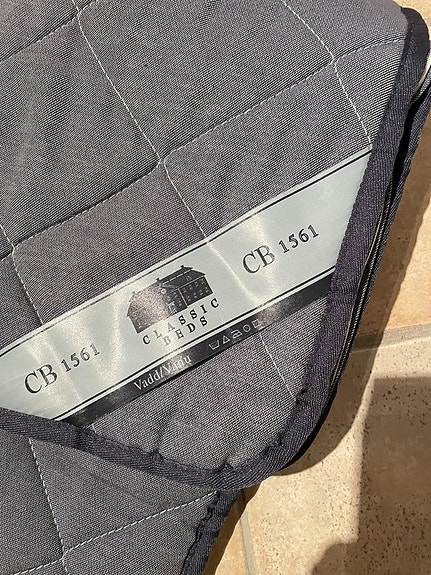 CB 1561
CLASSIC
BEDS
CB 1561
Vadd/Vanu